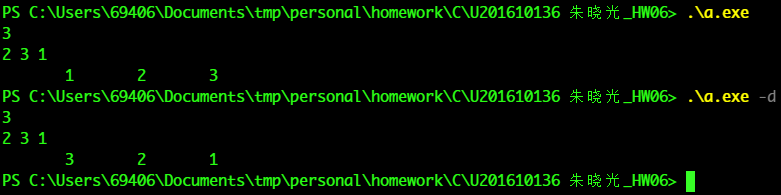 PS C:\Users\69406\Documents\tmp\personal\homework\C\U201610136 朱晓光_HW06> .\a.exe
3
2 3 1
1 2 3
PS C:\Users\69406\Documents\tmp\personal\homework\C\U201610136 朱晓光_HW06> .\a.exe -d
3
2 3 1
3 2 1
PS C:\Users\69406\Documents\tmp\personal\homework\C\U201610136 朱晓光_HW06>